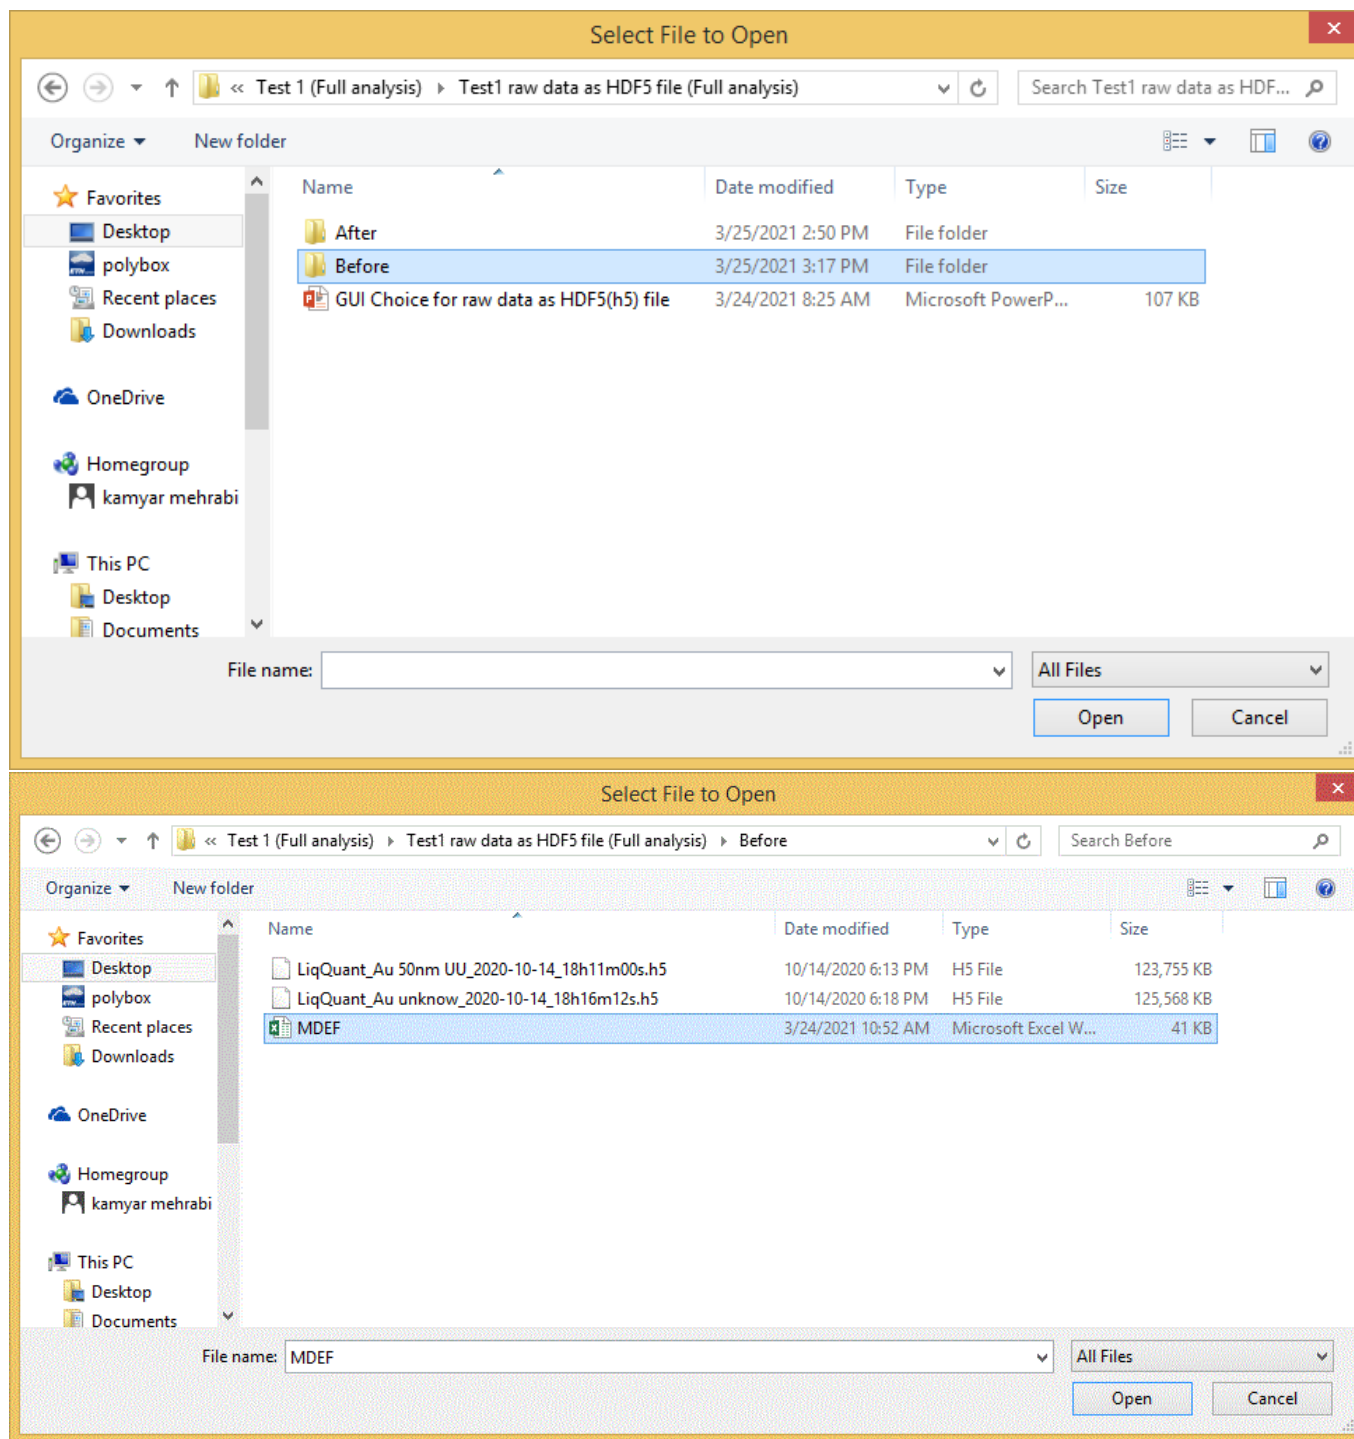 Select File to Open
« Test 1 (Full analysis) Test1 raw data as HDF5 file (Full analysis) Search Test1 raw data as HDF...
Organize New folder
Name Date modified Type Size
Favorites
Desktop After 3/25/2021 2:50 PM File folder
polybox Before 3/25/2021 3:17 PM File folder
Recent places GUI Choice for raw data as HDF5(h5) file 3/24/2021 8:25 AM Microsoft PowerP... 107 KB
Downloads
OneDrive
Homegroup
kamyar mehrabi
This PC
Desktop
Documents
File name: All Files
Open Cancel
Select File to Open
« Test 1 (Full analysis) Test1 raw data as HDF5 file (Full analysis) Before Search Before
Organize New folder
Name Date modified Type Size
Favorites
Desktop LiqQuant_Au 50nm UU_2020-10-14_18h11m00s.h5 10/14/2020 6:13 PM H5 File 123,755 KB
polybox LiqQuant_Au unknow_2020-10-14_18h16m12s.h5 10/14/2020 6:18 PM H5 File 125,568 KB
Recent places MDEF 3/24/2021 10:52 AM Microsoft Excel W... 41 KB
Downloads
OneDrive
Homegroup
kamyar mehrabi
This PC
Desktop
Documents
File name: MDEF All Files
Open Cancel